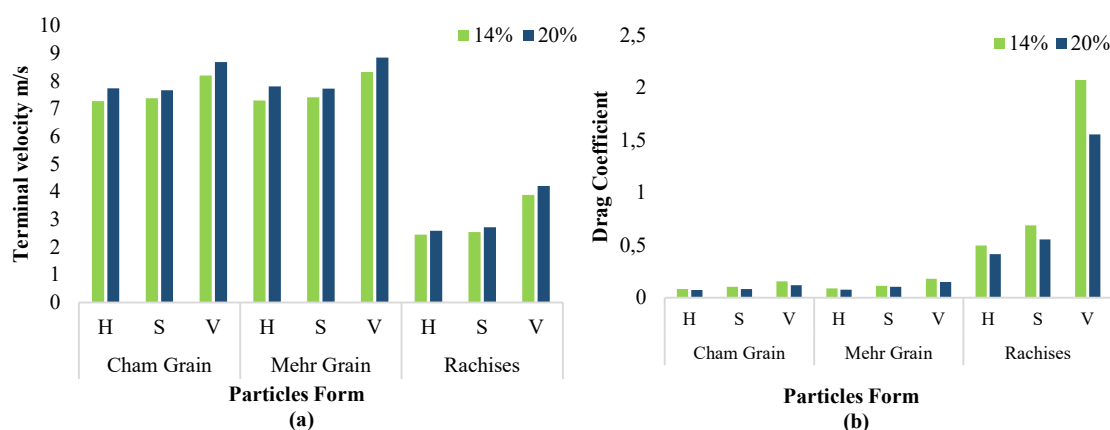 14% 20%
Terminal velocity m/s
10
9
8
7
6
5
4
3
2
1
0
H S V H S V H S V
Cham Grain Mehr Grain Rachises
Particles Form
(a)
14% 20%
Drag Coefficient
2,5
2
1,5
1
0,5
0
H S V H S V H S V
Cham Grain Mehr Grain Rachises
Particles Form
(b)